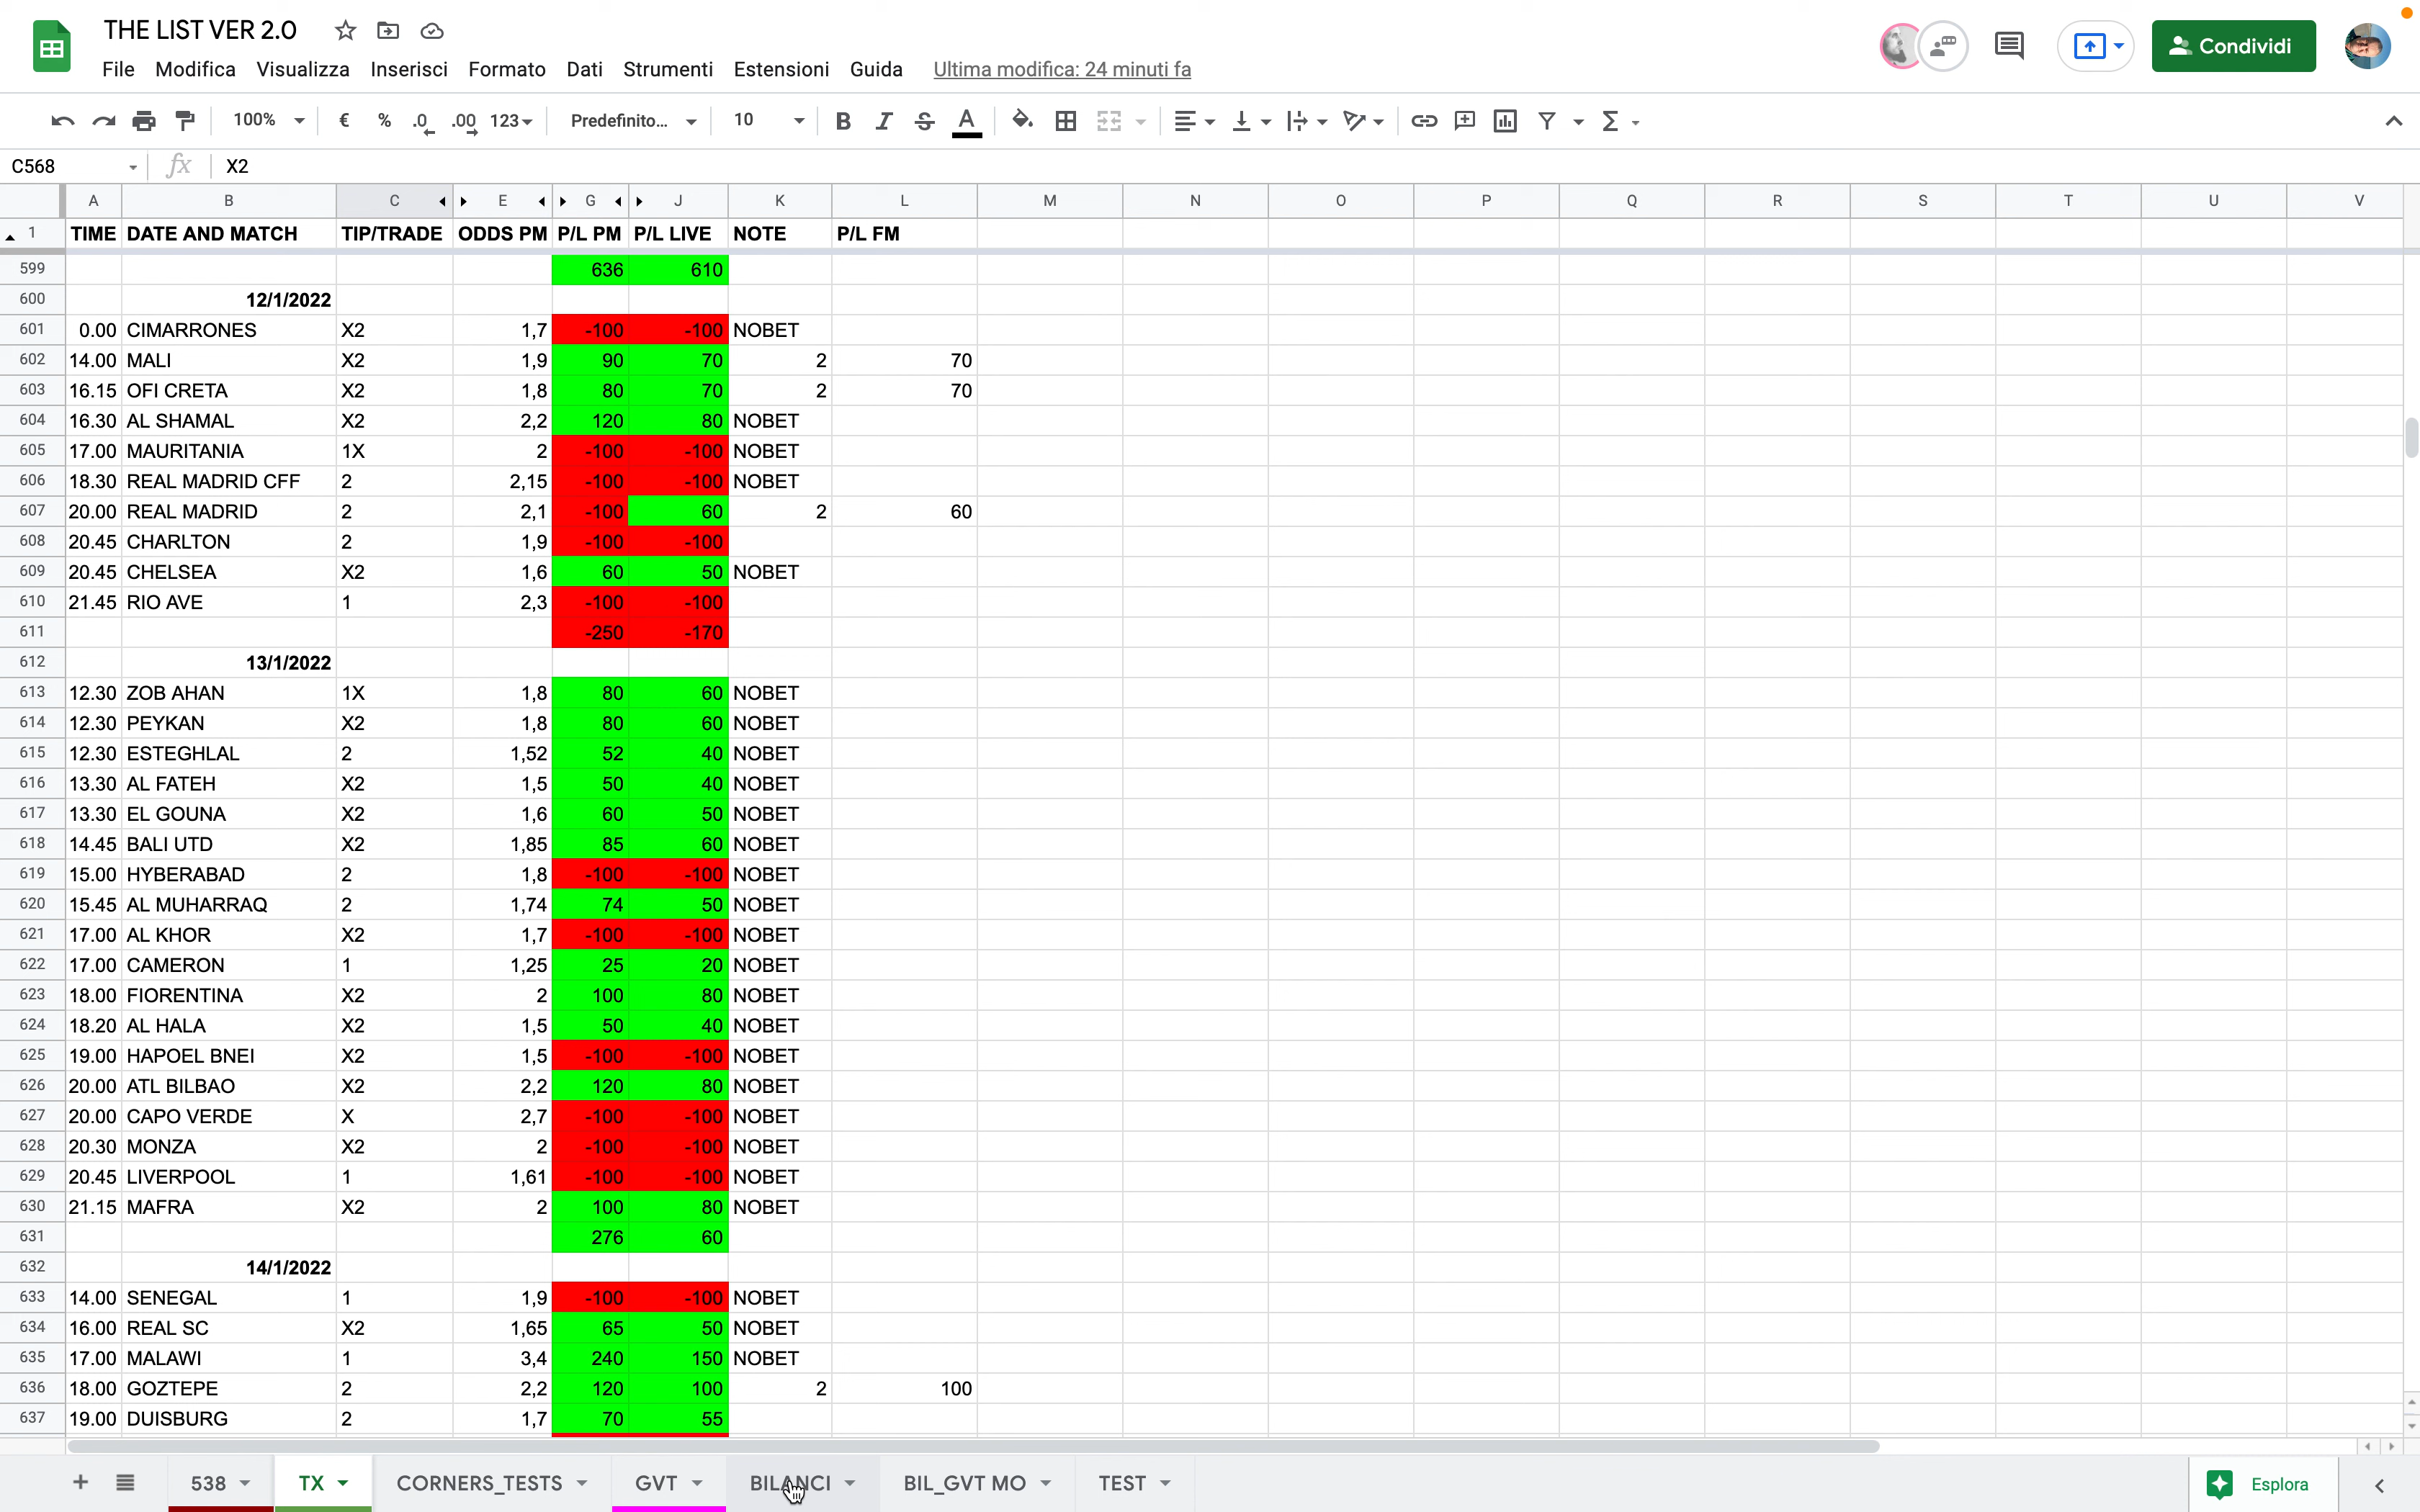 THE LIST VER 2.0
File Modifica Visualizza Inserisci Formato Dati Strumenti Estensioni Guida Ultima modifica: 24 minuti fa
Condividi
100% € % .0 .00 123 Predefinito... 10 B I S A Σ
C568 fx X2
A B C E G J K L M N O P Q R S T U V
1 TIME DATE AND MATCH TIP/TRADE ODDS PM P/L PM P/L LIVE NOTE P/L FM
599 636 610
600 12/1/2022
601 0.00 CIMARRONES X2 1,7 -100 -100 NOBET
602 14.00 MALI X2 1,9 90 70 2 70
603 16.15 OFI CRETA X2 1,8 80 70 2 70
604 16.30 AL SHAMAL X2 2,2 120 80 NOBET
605 17.00 MAURITANIA 1X 2 -100 -100 NOBET
606 18.30 REAL MADRID CFF 2 2,15 -100 -100 NOBET
607 20.00 REAL MADRID 2 2,1 -100 60 2 60
608 20.45 CHARLTON 2 1,9 -100 -100
609 20.45 CHELSEA X2 1,6 60 50 NOBET
610 21.45 RIO AVE 1 2,3 -100 -100
611 -250 -170
612 13/1/2022
613 12.30 ZOB AHAN 1X 1,8 80 60 NOBET
614 12.30 PEYKAN X2 1,8 80 60 NOBET
615 12.30 ESTEGHLAL 2 1,52 52 40 NOBET
616 13.30 AL FATEH X2 1,5 50 40 NOBET
617 13.30 EL GOUNA X2 1,6 60 50 NOBET
618 14.45 BALI UTD X2 1,85 85 60 NOBET
619 15.00 HYBERABAD 2 1,8 -100 -100 NOBET
620 15.45 AL MUHARRAQ 2 1,74 74 50 NOBET
621 17.00 AL KHOR X2 1,7 -100 -100 NOBET
622 17.00 CAMERON 1 1,25 25 20 NOBET
623 18.00 FIORENTINA X2 2 100 80 NOBET
624 18.20 AL HALA X2 1,5 50 40 NOBET
625 19.00 HAPOEL BNEI X2 1,5 -100 -100 NOBET
626 20.00 ATL BILBAO X2 2,2 120 80 NOBET
627 20.00 CAPO VERDE X 2,7 -100 -100 NOBET
628 20.30 MONZA X2 2 -100 -100 NOBET
629 20.45 LIVERPOOL 1 1,61 -100 -100 NOBET
630 21.15 MAFRA X2 2 100 80 NOBET
631 276 60
632 14/1/2022
633 14.00 SENEGAL 1 1,9 -100 -100 NOBET
634 16.00 REAL SC X2 1,65 65 50 NOBET
635 17.00 MALAWI 1 3,4 240 150 NOBET
636 18.00 GOZTEPE 2 2,2 120 100 2 100
637 19.00 DUISBURG 2 1,7 70 55
+ 538 TX CORNERS_TESTS GVT BILANCI BIL_GVT MO TEST Esplora